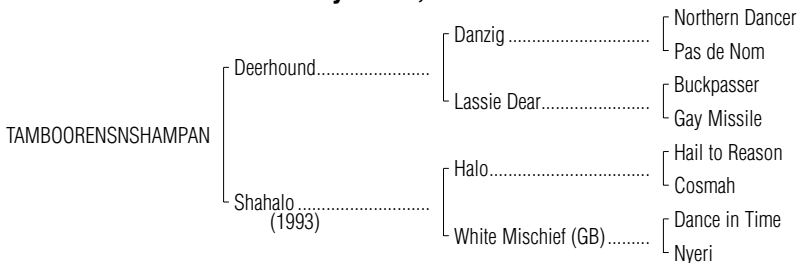 Northern Dancer
Danzig ................................
Pas de Nom
Deerhound.......................
Buckpasser
Lassie Dear......................
Gay Missile
TAMBOORENSNSHAMPAN
Hail to Reason
Halo.................................
Cosmah
Shahalo ...........................
(1993)
Dance in Time
White Mischief (GB).........
Nyeri